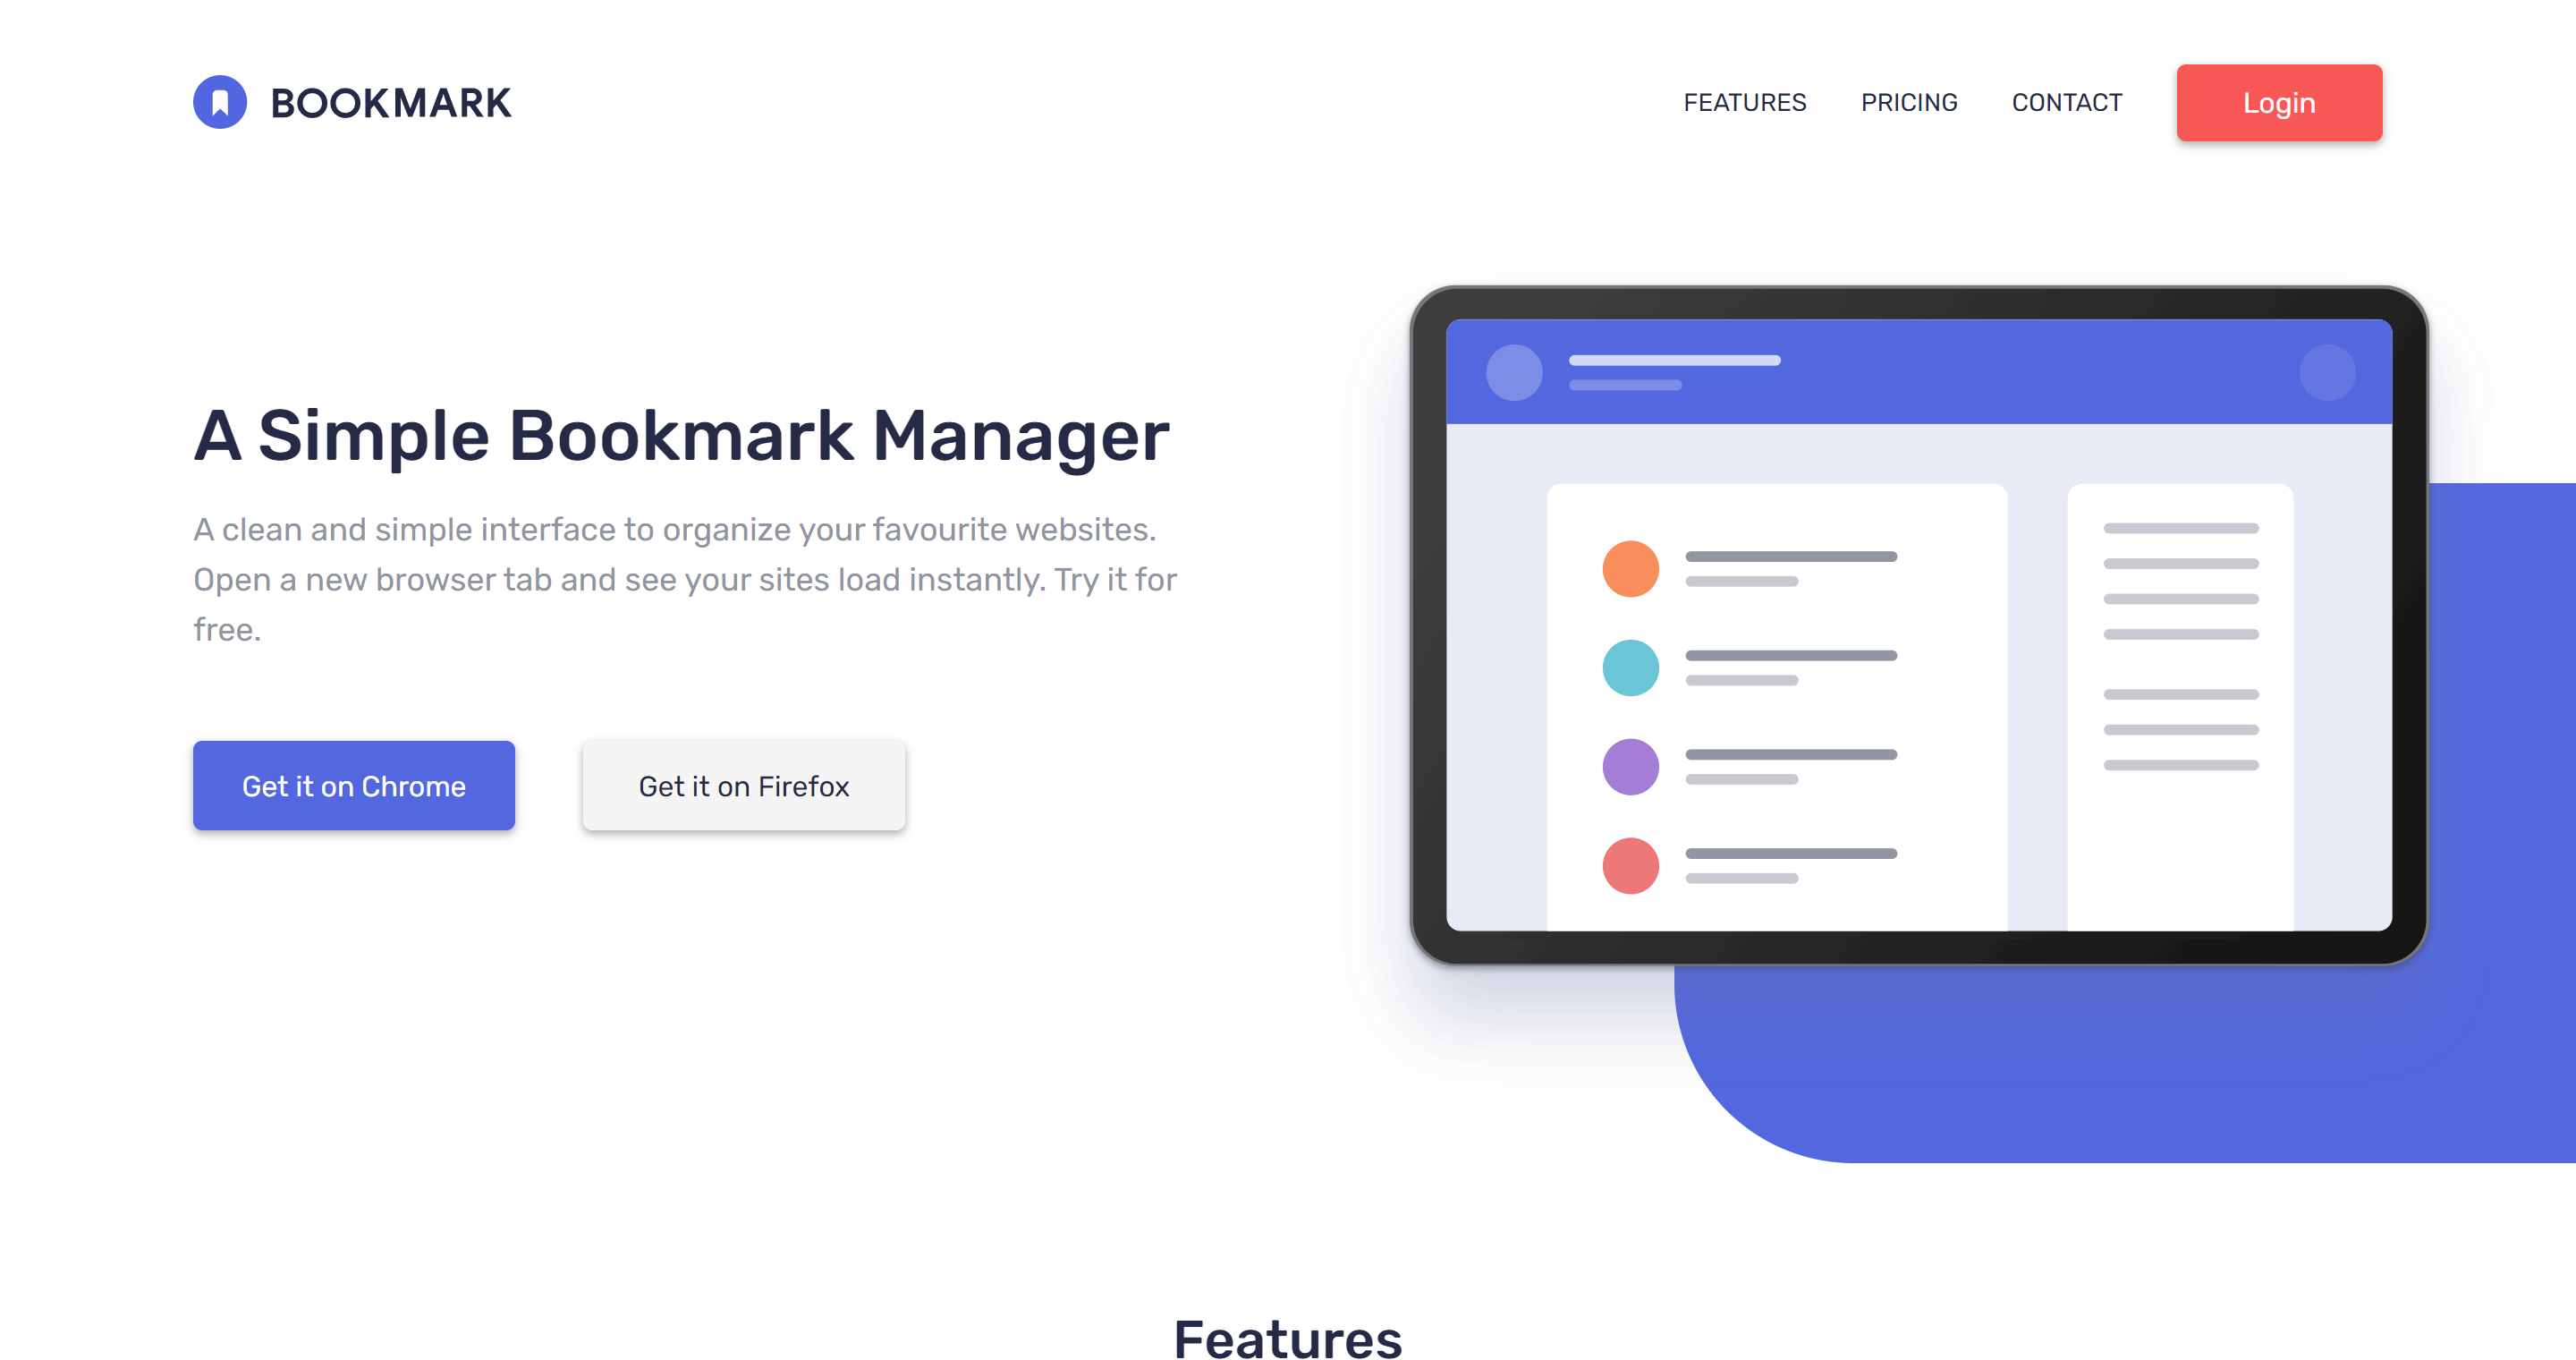 BOOKMARK
FEATURES PRICING CONTACT Login
A Simple Bookmark Manager
A clean and simple interface to organize your favourite websites.
Open a new browser tab and see your sites load instantly. Try it for
free.
Get it on Chrome Get it on Firefox
Features